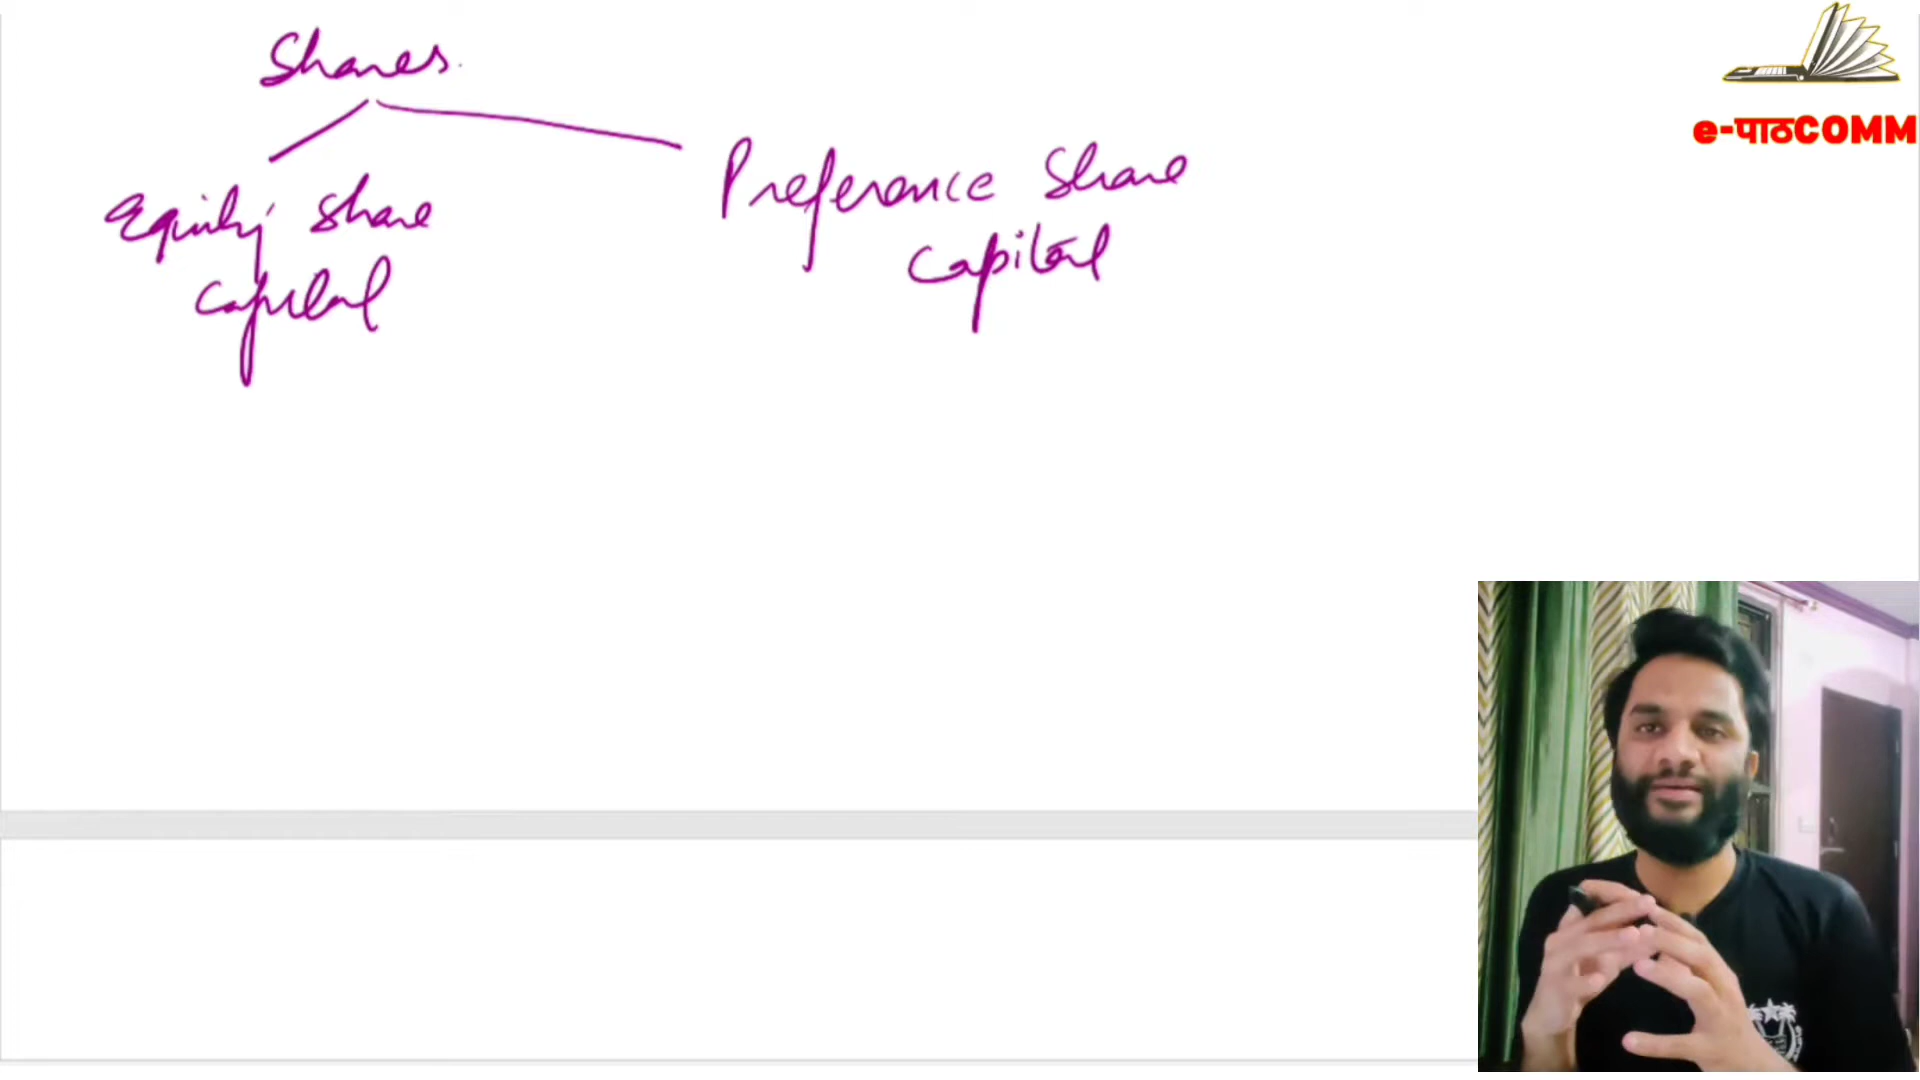 Shares.
Equity Share
Capital
Preference Share
Capital
e-पाठCOMM